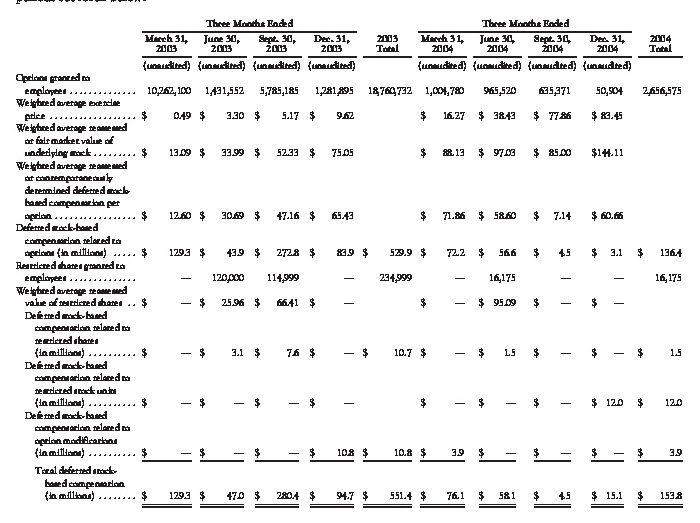 Three Months Ended Three Months Ended
March 31, 2003 June 30, 2003 Sept. 30, 2003 Dec. 31, 2003 2003 Total March 31, 2004 June 30, 2004 Sept. 30, 2004 Dec. 31, 2004 2004 Total
(unaudited) (unaudited) (unaudited) (unaudited) (unaudited) (unaudited) (unaudited) (unaudited)
Options granted to
employees .............. 10,262,100 1,431,552 5,785,185 1,281,895 18,760,732 1,004,780 965,520 635,371 50,904 2,656,575
Weighted average exercise
price ................. $ 0.49 $ 3.30 $ 5.17 $ 9.62 $ 16.27 $ 38.43 $ 77.86 $ 83.45
Weighted average reassessed
or fair market value of
underlying stock ......... $ 13.09 $ 33.99 $ 52.33 $ 75.05 $ 88.13 $ 97.03 $ 85.00 $144.11
Weighted average reassessed
or contemporaneously
determined deferred stock-
based compensation per
option ................. $ 12.60 $ 30.69 $ 47.16 $ 65.43 $ 71.86 $ 58.60 $ 7.14 $ 60.66
Deferred stock-based
compensation related to
options (in millions) ..... $ 129.3 $ 43.9 $ 272.8 $ 83.9 $ 529.9 $ 72.2 $ 56.6 $ 4.5 $ 3.1 $ 136.4
Restricted shares granted to
employees .............. — 120,000 114,999 — 234,999 — 16,175 — — 16,175
Weighted average reassessed
value of restricted shares .. $ — $ 25.96 $ 66.41 $ — $ — $ 95.09 $ — $ —
Deferred stock-based
compensation related to
restricted shares
(in millions) .......... $ — $ 3.1 $ 7.6 $ — $ 10.7 $ — $ 1.5 $ — $ — $ 1.5
Deferred stock-based
compensation related to
restricted stock units
(in millions) .......... $ — $ — $ — $ — $ — $ — $ — $ 12.0 $ 12.0
Deferred stock-based
compensation related to
option modifications
(in millions) .......... $ — $ — $ — $ 10.8 $ 10.8 $ 3.9 $ — $ — $ — $ 3.9
Total deferred stock-
based compensation
(in millions) ........ $ 129.3 $ 47.0 $ 280.4 $ 94.7 $ 551.4 $ 76.1 $ 58.1 $ 4.5 $ 15.1 $ 153.8